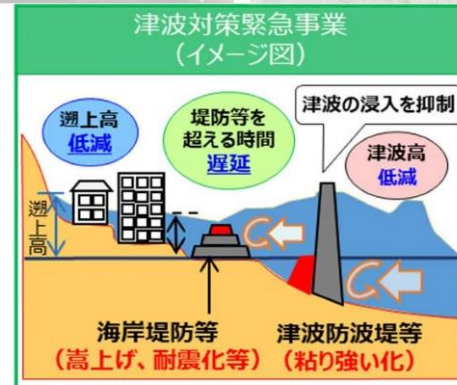 津波対策緊急事業
（イメージ図）
遡上高
低減
堤防等を
超える時間
遅延
津波の浸入を抑制
津波高
低減
遡上高
海岸堤防等
（嵩上げ、耐震化等）
津波防波堤等
（粘り強い化）